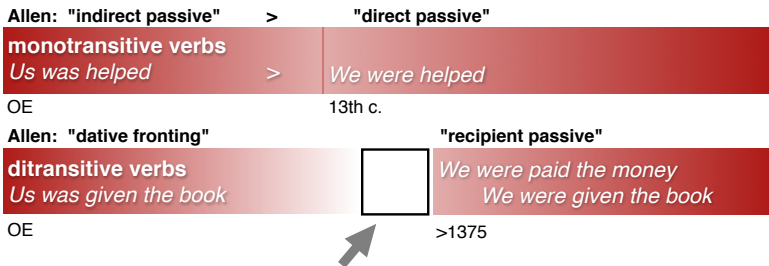 Allen: "indirect passive" > "direct passive"
monotransitive verbs
Us was helped > We were helped
OE 13th c.
Allen: "dative fronting" "recipient passive"
ditransitive verbs We were paid the money
Us was given the book We were given the book
OE >1375